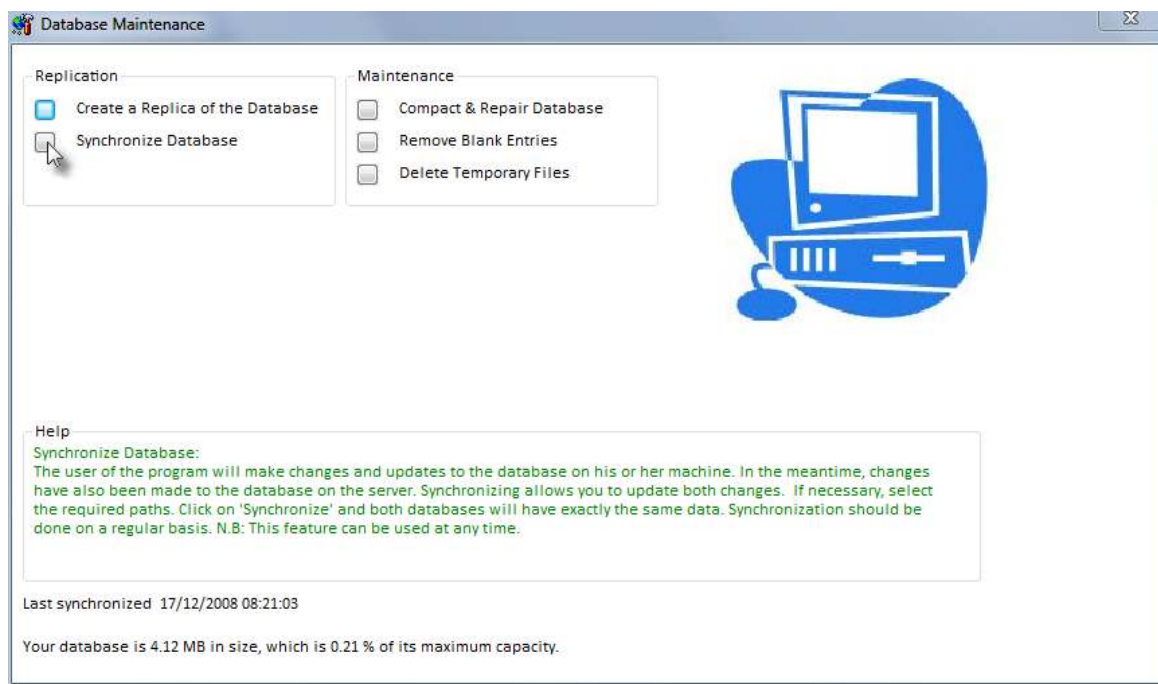 Database Maintenance
Replication
Create a Replica of the Database
Synchronize Database
Maintenance
Compact & Repair Database
Remove Blank Entries
Delete Temporary Files
Help
Synchronize Database:
The user of the program will make changes and updates to the database on his or her machine. In the meantime, changes
have also been made to the database on the server. Synchronizing allows you to update both changes.  If necessary, select
the required paths. Click on 'Synchronize' and both databases will have exactly the same data. Synchronization should be
done on a regular basis. N.B: This feature can be used at any time.
Last synchronized  17/12/2008 08:21:03
Your database is 4.12 MB in size, which is 0.21 % of its maximum capacity.